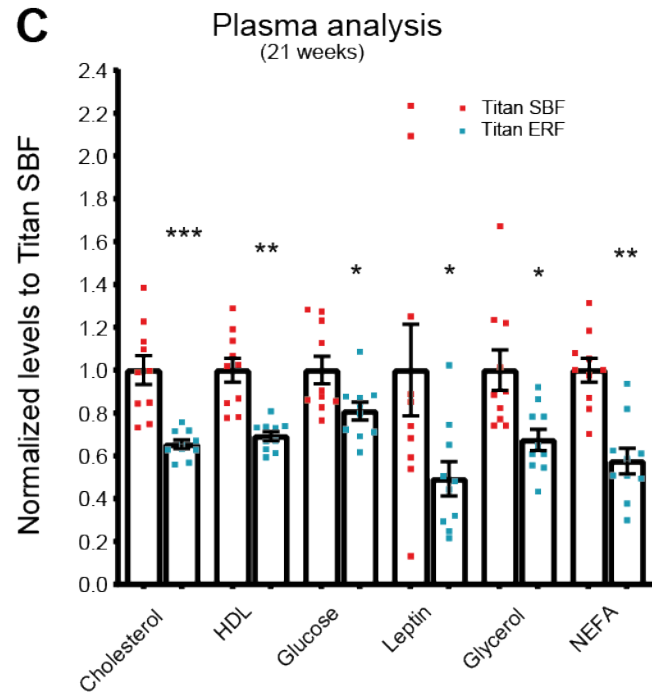 C
Plasma analysis
(21 weeks)
Normalized levels to Titan SBF
2.4
2.2
2.0
1.8
1.6
1.4
1.2
1.0
0.8
0.6
0.4
0.2
0.0
Titan SBF
Titan ERF
***
**
*
*
*
**
Cholesterol
HDL
Glucose
Leptin
Glycerol
NEFA